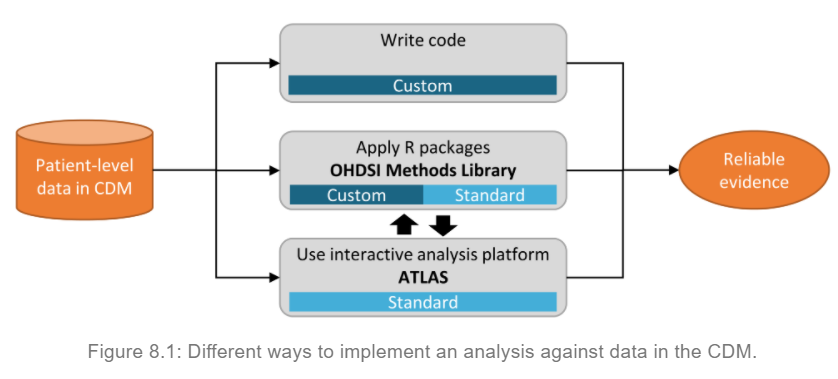 Write code
Custom
Patient-level
data in CDM
Apply R packages
OHDSI Methods Library
Custom
Standard
Use interactive analysis platform
ATLAS
Standard
Reliable
evidence
Figure 8.1: Different ways to implement an analysis against data in the CDM.